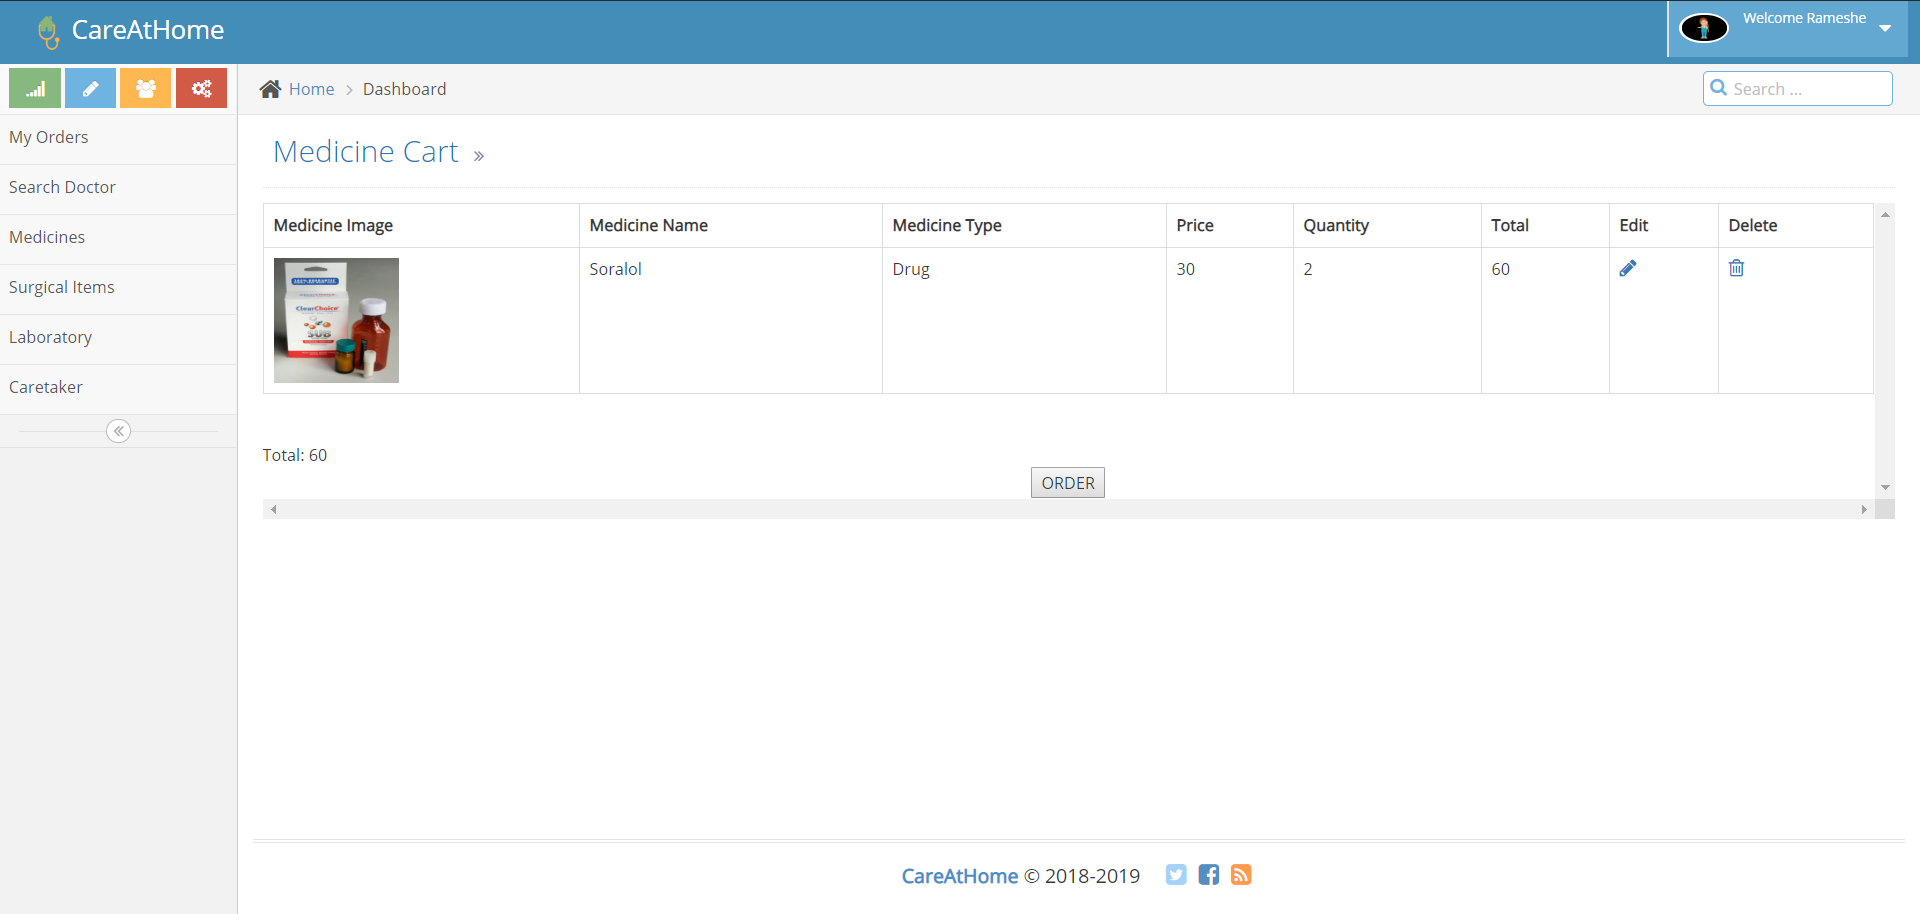 CareAtHome
Welcome Rameshe
Home
Dashboard
Search ...
My Orders
Search Doctor
Medicines
Surgical Items
Laboratory
Caretaker
Medicine Cart »
Medicine Image Medicine Name Medicine Type Price Quantity Total Edit Delete
ClearChoice
SUB
Soralol Drug 30 2 60
Total: 60
ORDER
CareAtHome © 2018-2019